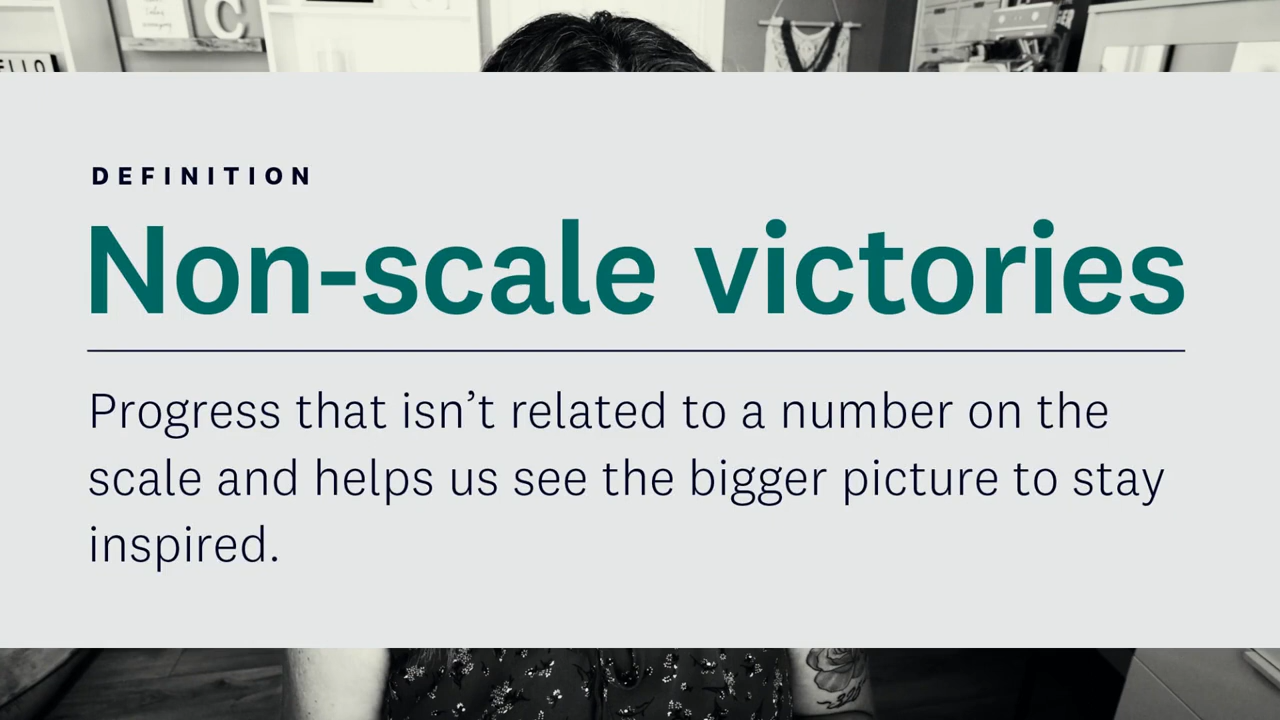 C
DEFINITION
Non-scale victories
Progress that isn’t related to a number on the
scale and helps us see the bigger picture to stay
inspired.